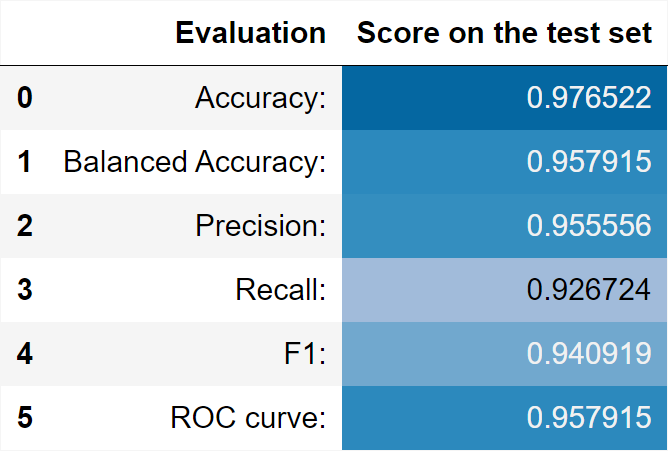 Evaluation Score on the test set
0 Accuracy: 0.976522
1 Balanced Accuracy: 0.957915
2 Precision: 0.955556
3 Recall: 0.926724
4 F1: 0.940919
5 ROC curve: 0.957915